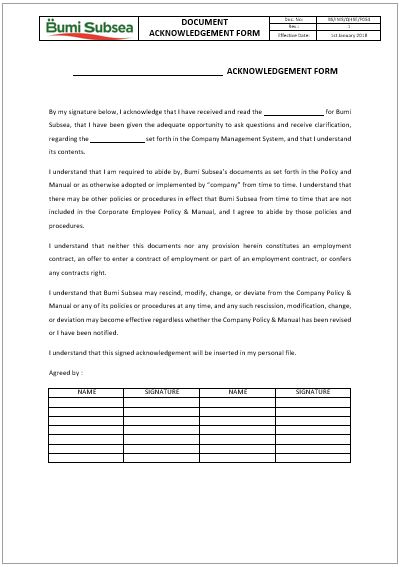 Bumi Subsea
DOCUMENT
ACKNOWLEDGEMENT FORM
Doc. No:
Rev.: 1
Effective Date: 1st January 2018
ACKNOWLEDGEMENT FORM
By my signature below, I acknowledge that I have received and read the for Bumi
Subsea, that I have been given the adequate opportunity to ask questions and receive clarification,
regarding the set forth in the Company Management System, and that I understand
its contents.
I understand that I am required to abide by, Bumi Subsea's documents as set forth in the Policy and
Manual or as otherwise adopted or implemented by "company" from time to time. I understand that
there may be other policies or procedures in effect that Bumi Subsea from time to time that are not
included in the Corporate Employee Policy & Manual, and I agree to abide by those policies and
procedures.
I understand that neither this documents nor any provision herein constitutes an employment
contract, an offer to enter a contract of employment or part of an employment contract, or confers
any contracts right.
I understand that Bumi Subsea may rescind, modify, change, or deviate from the Company Policy &
Manual or any of its policies or procedures at any time, and any such rescission, modification, change,
or deviation may become effective regardless whether the Company Policy & Manual has been revised
or I have been notified.
I understand that this signed acknowledgement will be inserted in my personal file.
Agreed by :
NAME SIGNATURE NAME SIGNATURE